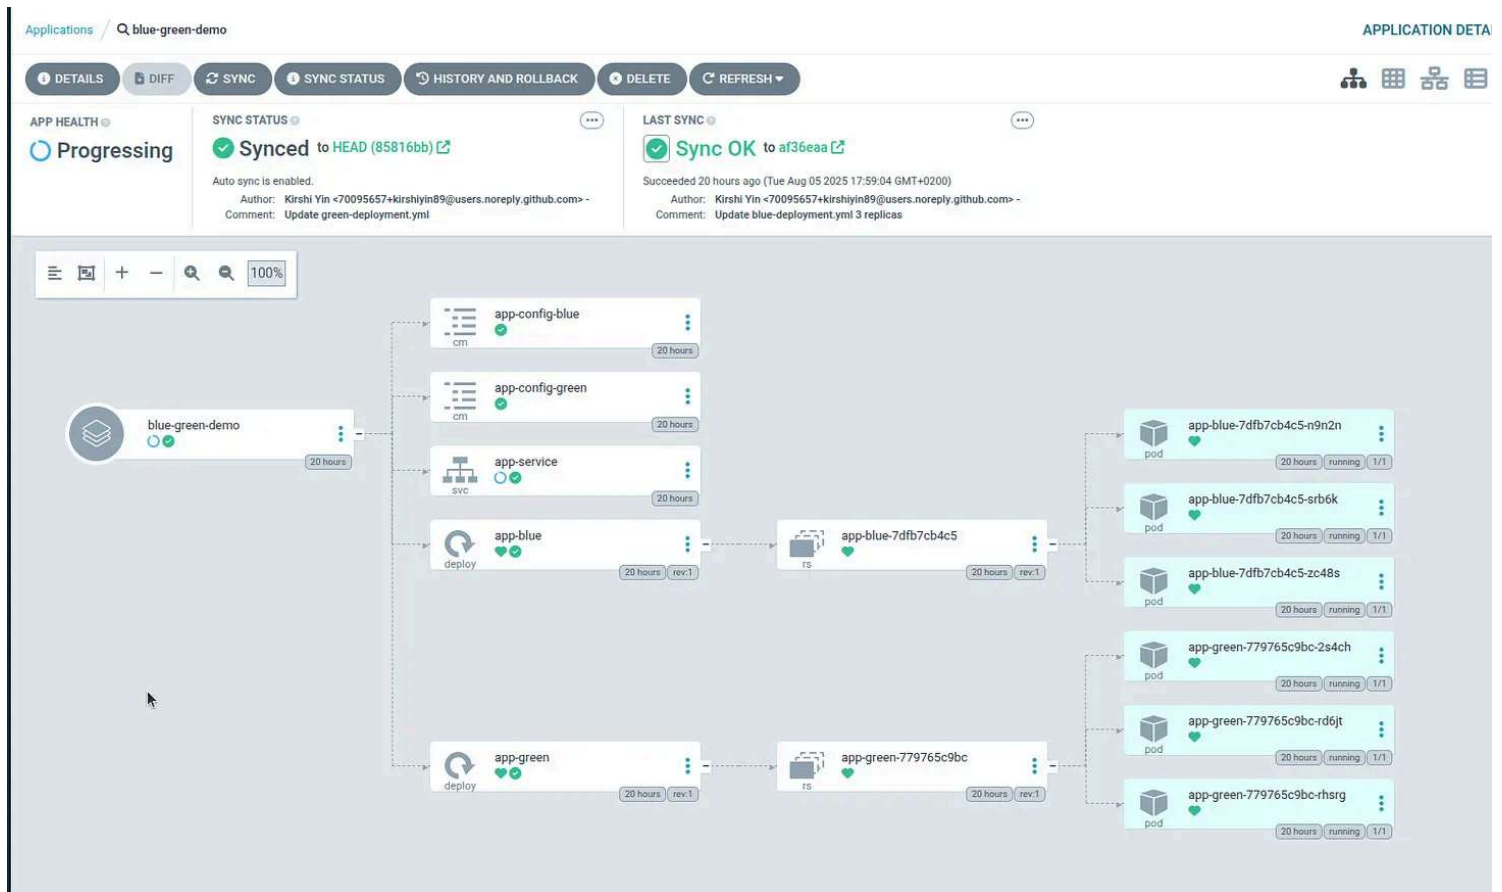 Applications / blue-green-demo
APPLICATION DETA
DETAILS DIFF SYNC SYNC STATUS HISTORY AND ROLLBACK DELETE REFRESH
APP HEALTH
Progressing
SYNC STATUS
Synced to HEAD (85816bb)
Auto sync is enabled.
Author: Kirshi Yin <70095657+kirshiyin89@users.noreply.github.com> -
Comment: Update green-deployment.yml
LAST SYNC
Sync OK to af36eaa
Succeeded 20 hours ago (Tue Aug 05 2025 17:59:04 GMT+0200)
Author: Kirshi Yin <70095657+kirshiyin89@users.noreply.github.com> -
Comment: Update blue-deployment.yml 3 replicas
100%
blue-green-demo
20 hours
app-config-blue
cm
20 hours
app-config-green
cm
20 hours
app-service
svc
20 hours
app-blue
deploy
20 hours rev:1
app-green
deploy
20 hours rev:1
app-blue-7dfb7cb4c5
rs
20 hours rev:1
app-green-779765c9bc
rs
20 hours rev:1
app-blue-7dfb7cb4c5-n9n2n
pod
20 hours running 1/1
app-blue-7dfb7cb4c5-srb6k
pod
20 hours running 1/1
app-blue-7dfb7cb4c5-zc48s
pod
20 hours running 1/1
app-green-779765c9bc-2s4ch
pod
20 hours running 1/1
app-green-779765c9bc-rd6jt
pod
20 hours running 1/1
app-green-779765c9bc-rhsrg
pod
20 hours running 1/1